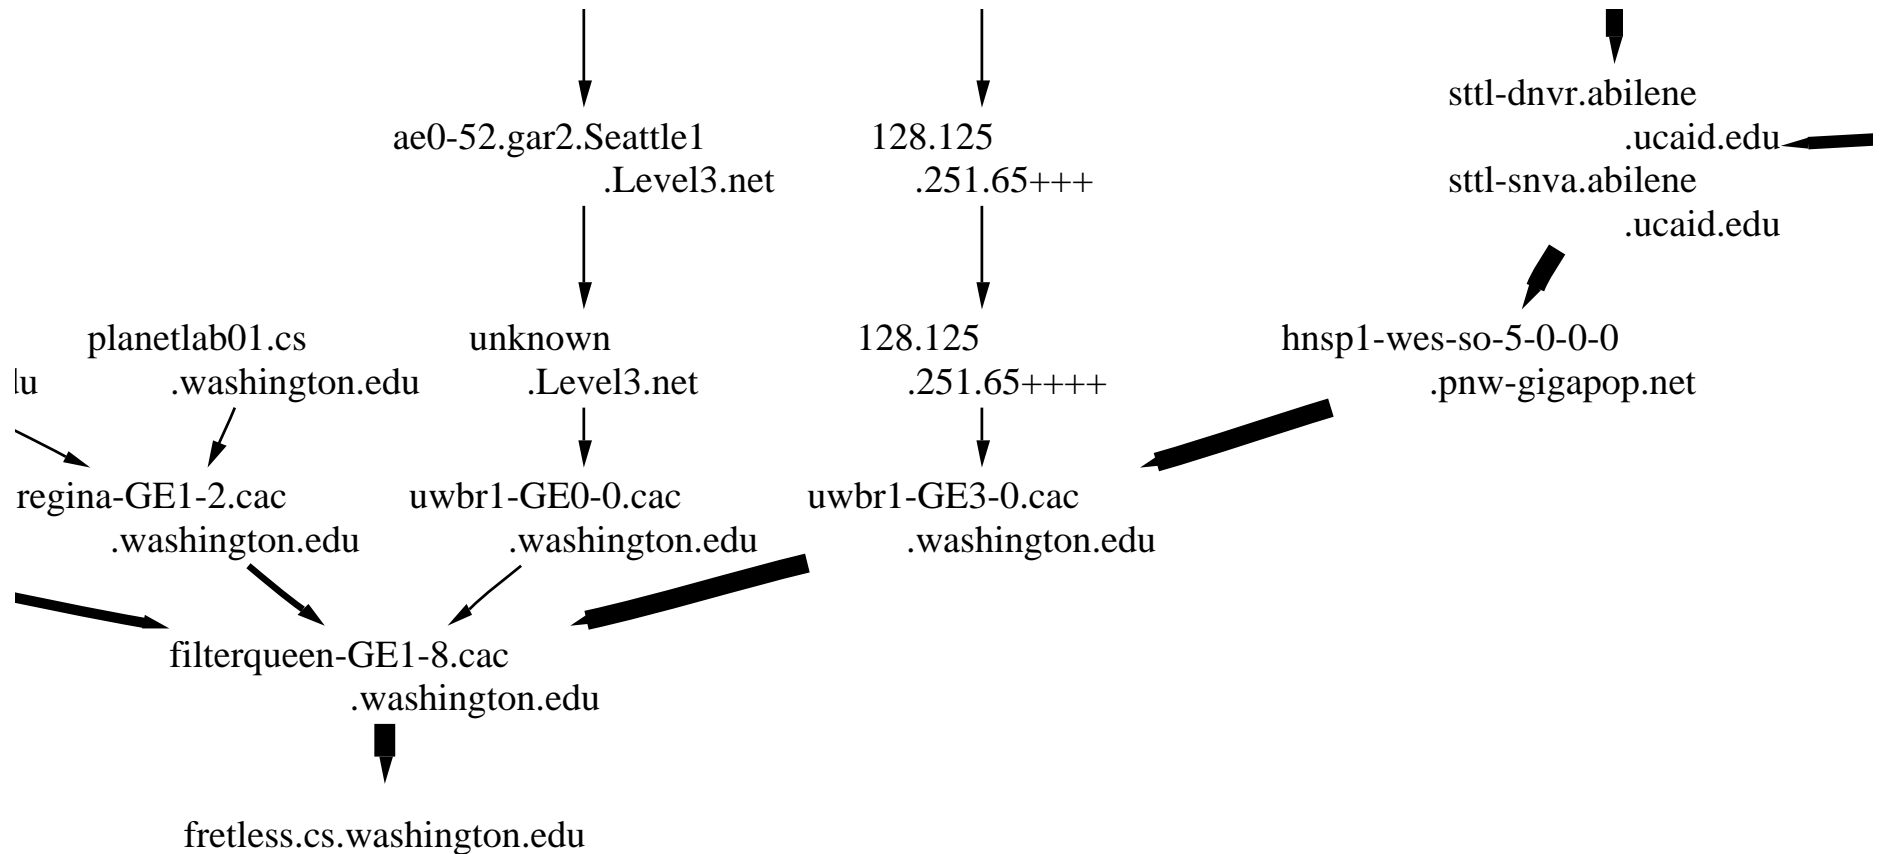 sttl-dnvr.abilene
.ucaid.edu
sttl-snva.abilene
.ucaid.edu
ae0-52.gar2.Seattle1
.Level3.net
128.125
.251.65+++
planetlab01.cs
.washington.edu
unknown
.Level3.net
128.125
.251.65++++
hnsp1-wes-so-5-0-0-0
.pnw-gigapop.net
regina-GE1-2.cac
.washington.edu
uwbr1-GE0-0.cac
.washington.edu
uwbr1-GE3-0.cac
.washington.edu
filterqueen-GE1-8.cac
.washington.edu
fretless.cs.washington.edu